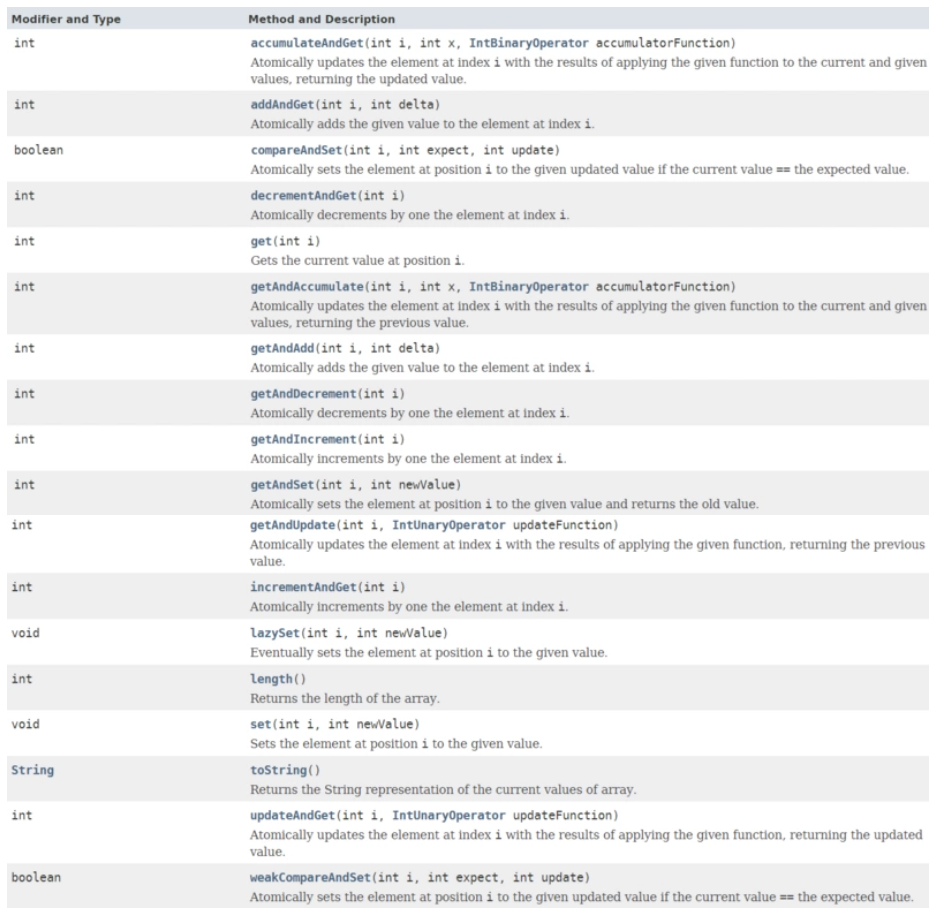 Modifier and Type Method and Description
int accumulateAndGet(int i, int x, IntBinaryOperator accumulatorFunction)
Atomically updates the element at index i with the results of applying the given function to the current and given
values, returning the updated value.
int addAndGet(int i, int delta)
Atomically adds the given value to the element at index i.
boolean compareAndSet(int i, int expect, int update)
Atomically sets the element at position i to the given updated value if the current value == the expected value.
int decrementAndGet(int i)
Atomically decrements by one the element at index i.
int get(int i)
Gets the current value at position i.
int getAndAccumulate(int i, int x, IntBinaryOperator accumulatorFunction)
Atomically updates the element at index i with the results of applying the given function to the current and given
values, returning the previous value.
int getAndAdd(int i, int delta)
Atomically adds the given value to the element at index i.
int getAndDecrement(int i)
Atomically decrements by one the element at index i.
int getAndIncrement(int i)
Atomically increments by one the element at index i.
int getAndSet(int i, int newValue)
Atomically sets the element at position i to the given value and returns the old value.
int getAndUpdate(int i, IntUnaryOperator updateFunction)
Atomically updates the element at index i with the results of applying the given function, returning the previous
value.
int incrementAndGet(int i)
Atomically increments by one the element at index i.
void lazySet(int i, int newValue)
Eventually sets the element at position i to the given value.
int length()
Returns the length of the array.
void set(int i, int newValue)
Sets the element at position i to the given value.
String toString()
Returns the String representation of the current values of array.
int updateAndGet(int i, IntUnaryOperator updateFunction)
Atomically updates the element at index i with the results of applying the given function, returning the updated
value.
boolean weakCompareAndSet(int i, int expect, int update)
Atomically sets the element at position i to the given updated value if the current value == the expected value.